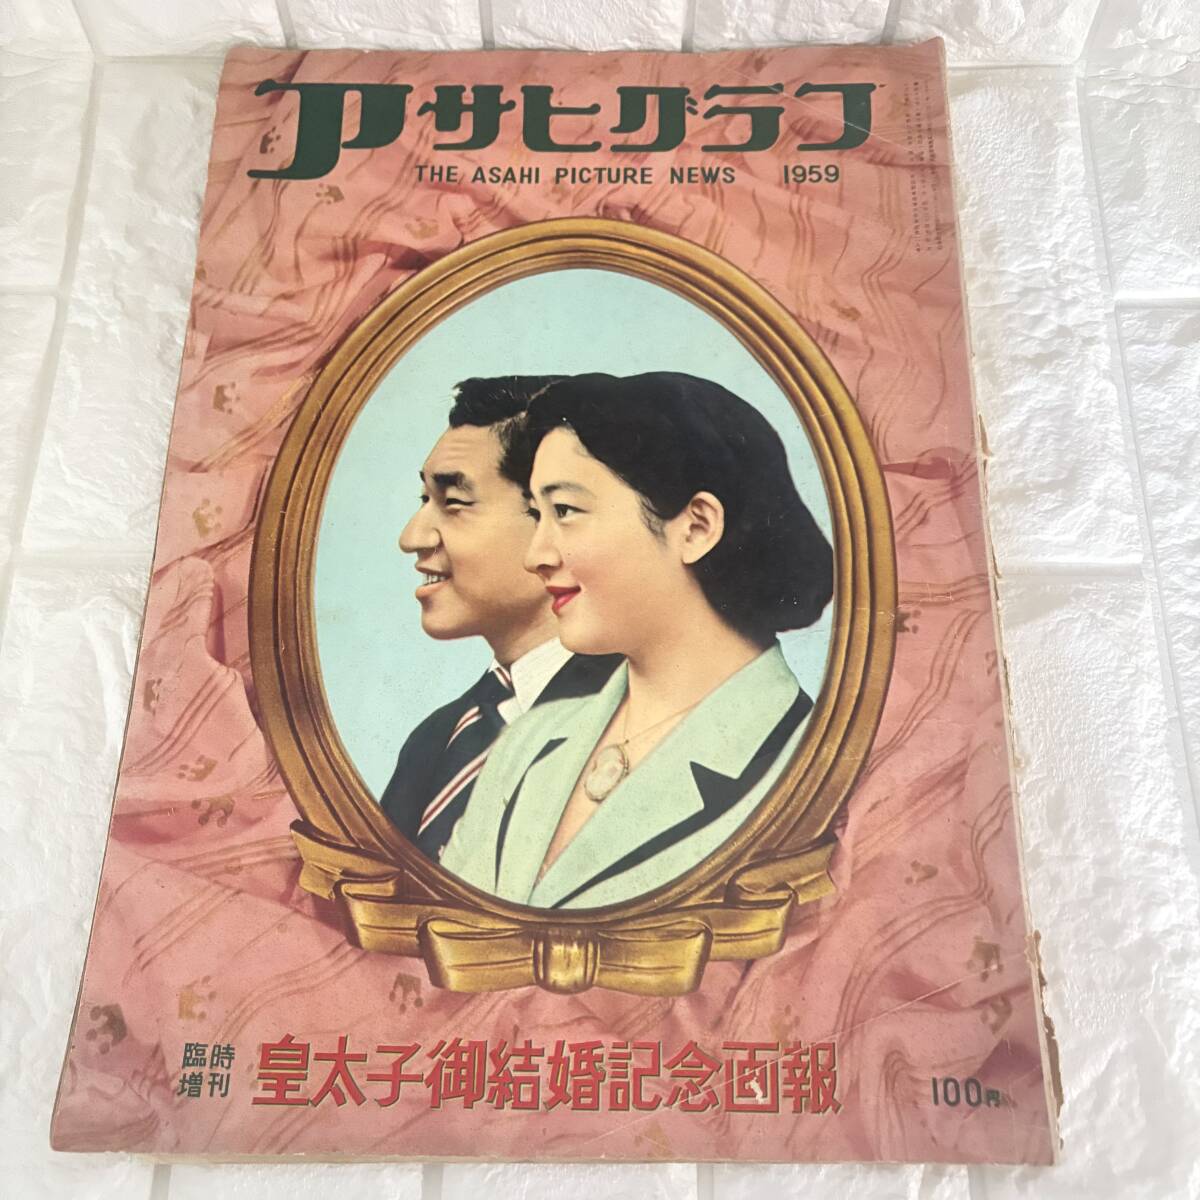 アサヒグラフ
THE ASAHI PICTURE NEWS 1959
臨時
増刊
皇太子御結婚記念画報
100円